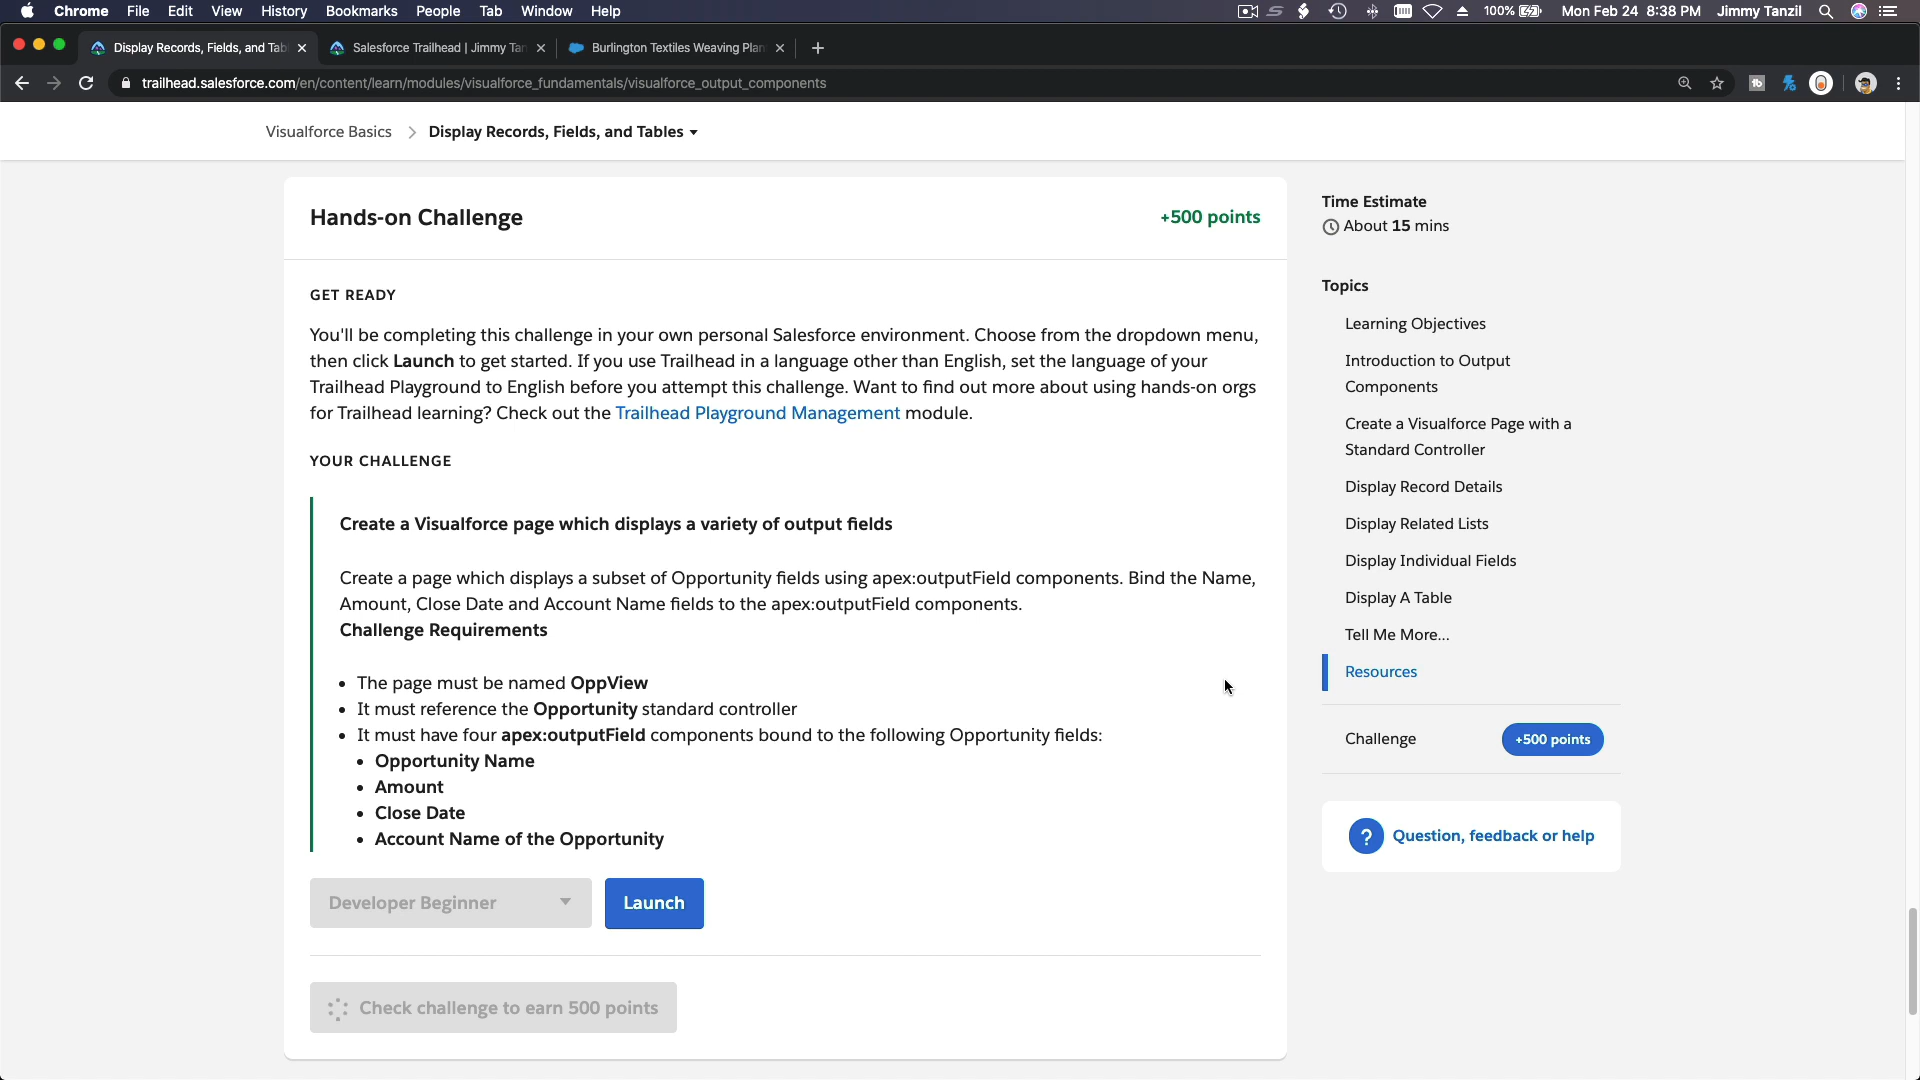 Chrome File Edit View History Bookmarks People Tab Window Help 100% Mon Feb 24 8:38 PM Jimmy Tanzil
Display Records, Fields, and Tab Salesforce Trailhead | Jimmy Tan Burlington Textiles Weaving Plan
trailhead.salesforce.com/en/content/learn/modules/visualforce_fundamentals/visualforce_output_components
Visualforce Basics Display Records, Fields, and Tables
Hands-on Challenge +500 points
GET READY
You'll be completing this challenge in your own personal Salesforce environment. Choose from the dropdown menu,
then click Launch to get started. If you use Trailhead in a language other than English, set the language of your
Trailhead Playground to English before you attempt this challenge. Want to find out more about using hands-on orgs
for Trailhead learning? Check out the Trailhead Playground Management module.
YOUR CHALLENGE
Create a Visualforce page which displays a variety of output fields
Create a page which displays a subset of Opportunity fields using apex:outputField components. Bind the Name,
Amount, Close Date and Account Name fields to the apex:outputField components.
Challenge Requirements
• The page must be named OppView
• It must reference the Opportunity standard controller
• It must have four apex:outputField components bound to the following Opportunity fields:
• Opportunity Name
• Amount
• Close Date
• Account Name of the Opportunity
Developer Beginner
Launch
Check challenge to earn 500 points
Time Estimate
About 15 mins
Topics
Learning Objectives
Introduction to Output
Components
Create a Visualforce Page with a
Standard Controller
Display Record Details
Display Related Lists
Display Individual Fields
Display A Table
Tell Me More...
Resources
Challenge +500 points
? Question, feedback or help